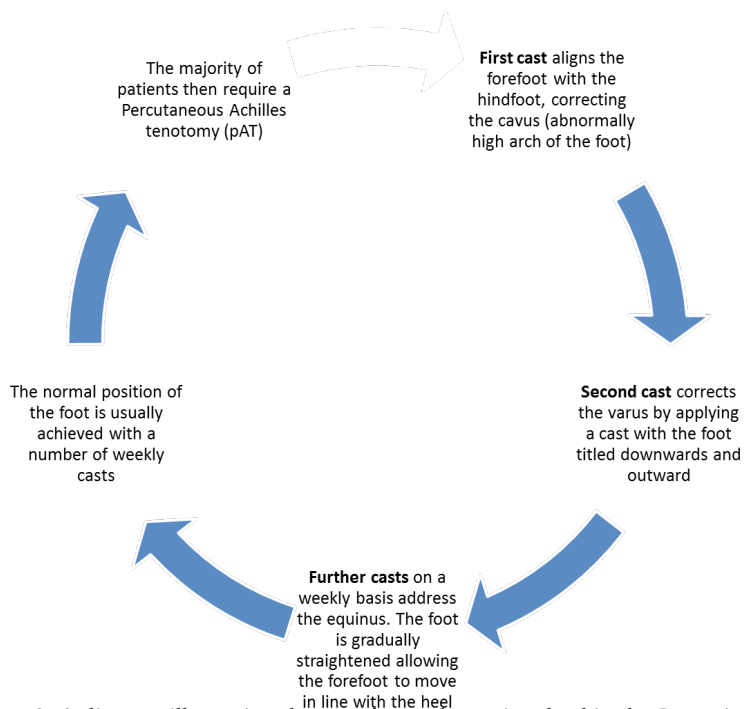 The majority of
patients then require a
Percutaneous Achilles
tenotomy (pAT)
First cast aligns the
forefoot with the
hindfoot, correcting
the cavus (abnormally
high arch of the foot)
Second cast corrects
the varus by applying
a cast with the foot
titled downwards and
outward
Further casts on a
weekly basis address
the equinus. The foot
is gradually
straightened allowing
the forefoot to move
in line with the heel
The normal position of
the foot is usually
achieved with a
number of weekly
casts